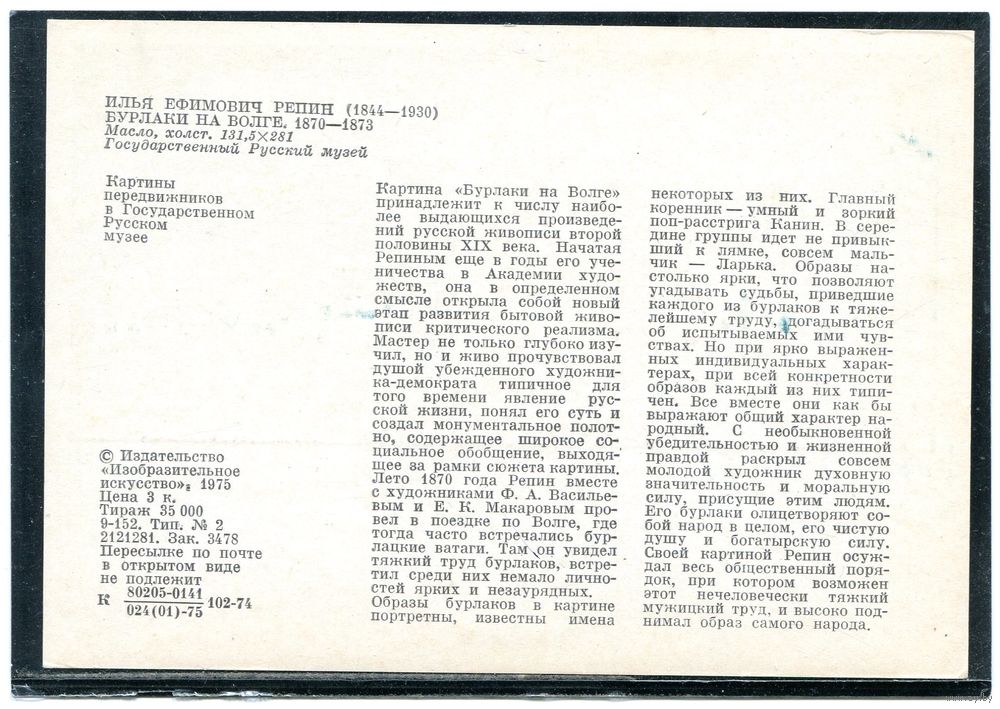 ИЛЬЯ ЕФИМОВИЧ РЕПИН (1844—1930)
БУРЛАКИ НА ВОЛГЕ. 1870—1873
Масло, холст. 131,5×281
Государственный Русский музей
Картины
передвижников
в Государственном
Русском
музее
© Издательство
«Изобразительное
искусство», 1975
Цена 3 к.
Тираж 35 000
9-152. Тип. № 2
2121281. Зак. 3478
Пересылке по почте
в открытом виде
не подлежит
К 80205-0141
024(01)-75 102-74
Картина «Бурлаки на Волге»
принадлежит к числу наибо-
лее выдающихся произведе-
ний русской живописи второй
половины XIX века. Начатая
Репиным еще в годы его уче-
ничества в Академии худо-
жеств, она в определенном
смысле открыла собой новый
этап развития бытовой живо-
писи критического реализма.
Мастер не только глубоко изу-
чил, но и живо прочувствовал
душой убежденного художни-
ка-демократа типичное для
того времени явление рус-
ской жизни, понял его суть и
создал монументальное полот-
но, содержащее широкое со-
циальное обобщение, выходя-
щее за рамки сюжета картины.
Лето 1870 года Репин вместе
с художниками Ф. А. Василье-
вым и Е. К. Макаровым про-
вел в поездке по Волге, где
тогда часто встречались бур-
лацкие ватаги. Там он увидел
тяжкий труд бурлаков, встре-
тил среди них немало лично-
стей ярких и незаурядных.
Образы бурлаков в картине
портретны, известны имена
некоторых из них. Главный
коренник — умный и зоркий
поп-расстрига Канин. В сере-
дине группы идет не привык-
ший к лямке, совсем маль-
чик — Ларька. Образы на-
столько ярки, что позволяют
угадывать судьбы, приведшие
каждого из бурлаков к тяже-
лейшему труду, догадываться
об испытываемых ими чув-
ствах. Но при ярко выражен-
ных индивидуальных харак-
терах, при всей конкретности
образов каждый из них типи-
чен. Все вместе они как бы
выражают общий характер на-
родный. С необыкновенной
убедительностью и жизненной
правдой раскрыл совсем
молодой художник духовную
значительность и моральную
силу, присущие этим людям.
Его бурлаки олицетворяют со-
бой народ в целом, его чистую
душу и богатырскую силу.
Своей картиной Репин осуж-
дал весь общественный поря-
док, при котором возможен
этот нечеловечески тяжкий
мужицкий труд, и высоко под-
нимал образ самого народа.